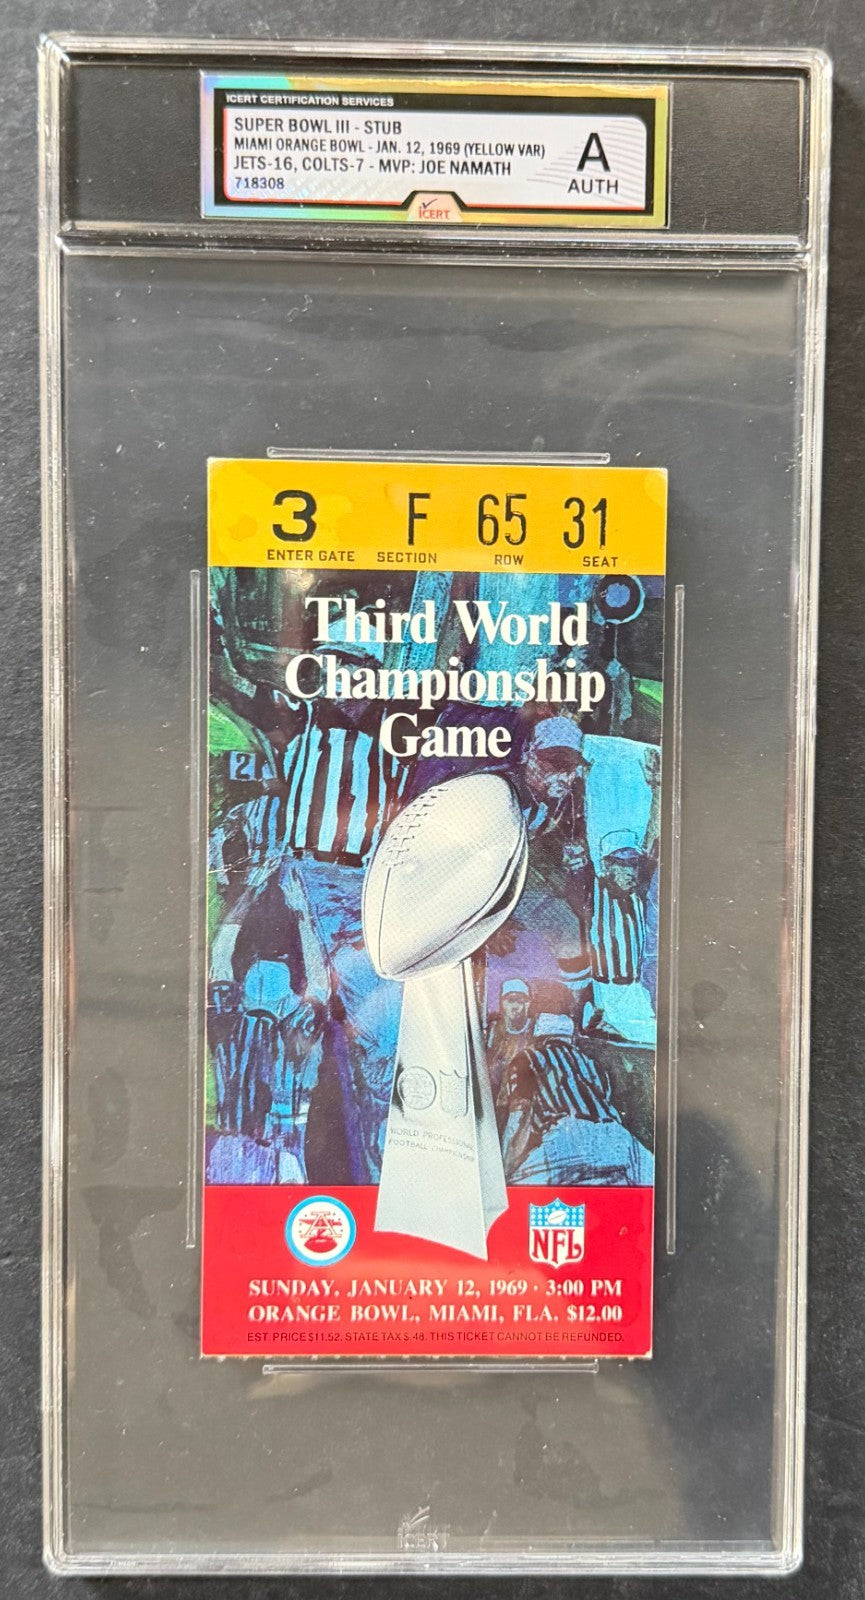 ICERT CERTIFICATION SERVICES
SUPER BOWL III - STUB
MIAMI ORANGE BOWL - JAN. 12, 1969 (YELLOW VAR)
JETS-16, COLTS-7 - MVP: JOE NAMATH
718308
A
AUTH
iCERT
3 F 65 31
ENTER GATE SECTION ROW SEAT
Third World
Championship
Game
2
WORLD PROFESSIONAL
FOOTBALL CHAMPIONSHIP
A
NFL
SUNDAY, JANUARY 12, 1969 · 3:00 PM
ORANGE BOWL, MIAMI, FLA. $12.00
EST. PRICE $11.52. STATE TAX $.48. THIS TICKET CANNOT BE REFUNDED.
iCERT